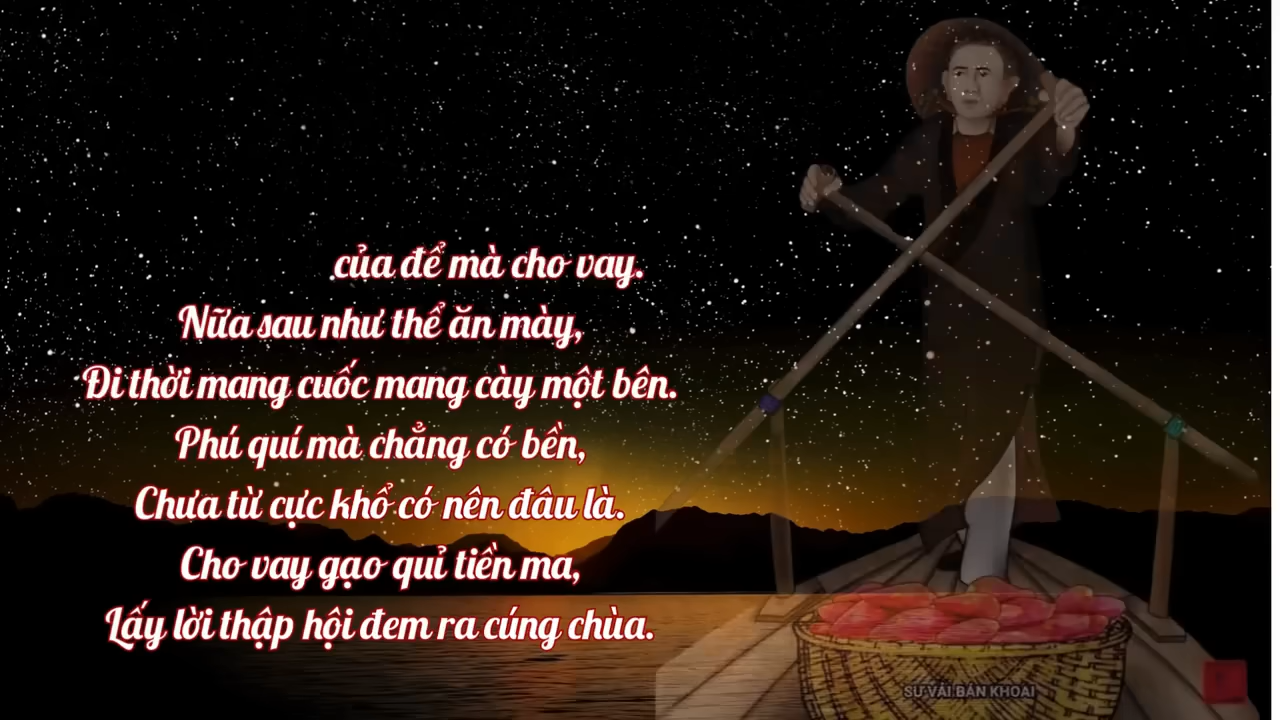 của để mà cho vay.
Nữa sau như thể ăn mày,
Đi thời mang cuốc mang cày một bên.
Phú quí mà chẳng có bền,
Chưa từ cực khổ có nên đâu là.
Cho vay gạo quỉ tiền ma,
Lấy lời thập hội đem ra cúng chùa.
SƯ VÃI BÁN KHOAI